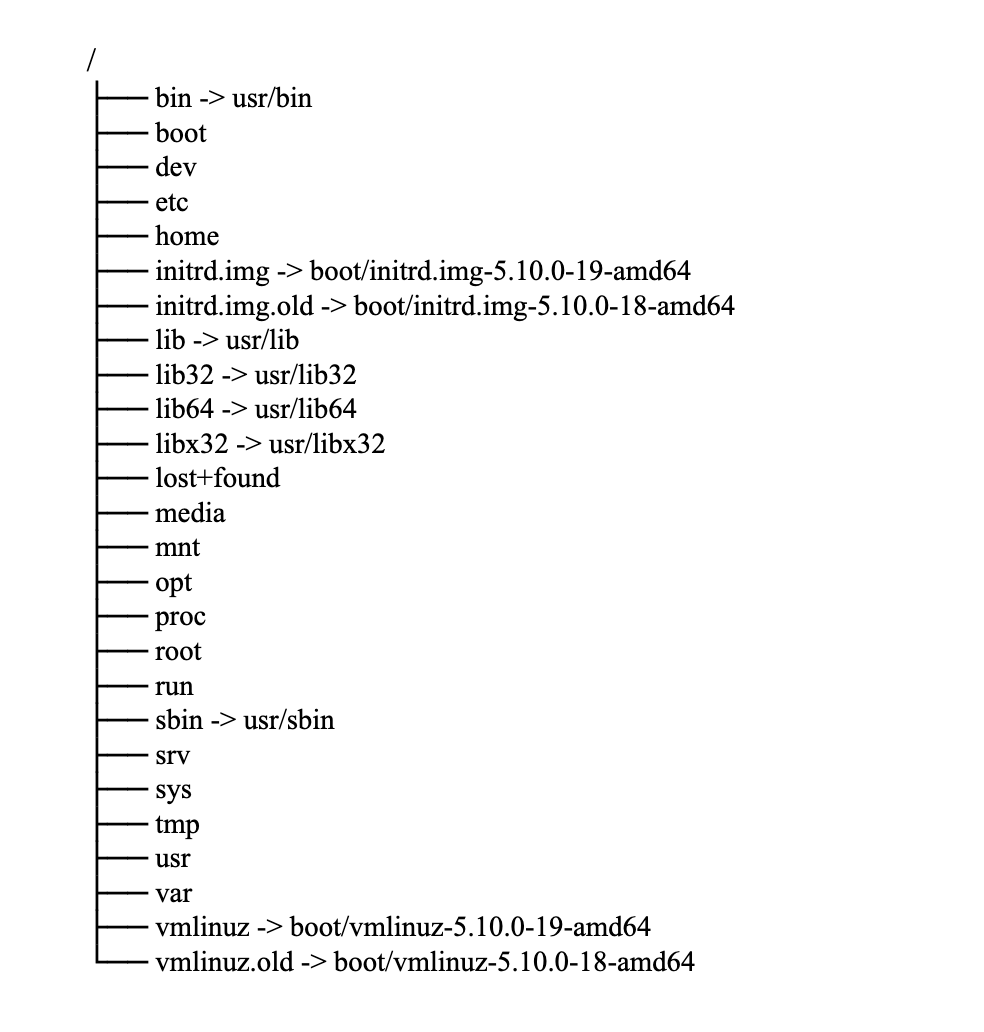 /
bin -> usr/bin
boot
dev
etc
home
initrd.img -> boot/initrd.img-5.10.0-19-amd64
initrd.img.old -> boot/initrd.img-5.10.0-18-amd64
lib -> usr/lib
lib32 -> usr/lib32
lib64 -> usr/lib64
libx32 -> usr/libx32
lost+found
media
mnt
opt
proc
root
run
sbin -> usr/sbin
srv
sys
tmp
usr
var
vmlinuz -> boot/vmlinuz-5.10.0-19-amd64
vmlinuz.old -> boot/vmlinuz-5.10.0-18-amd64